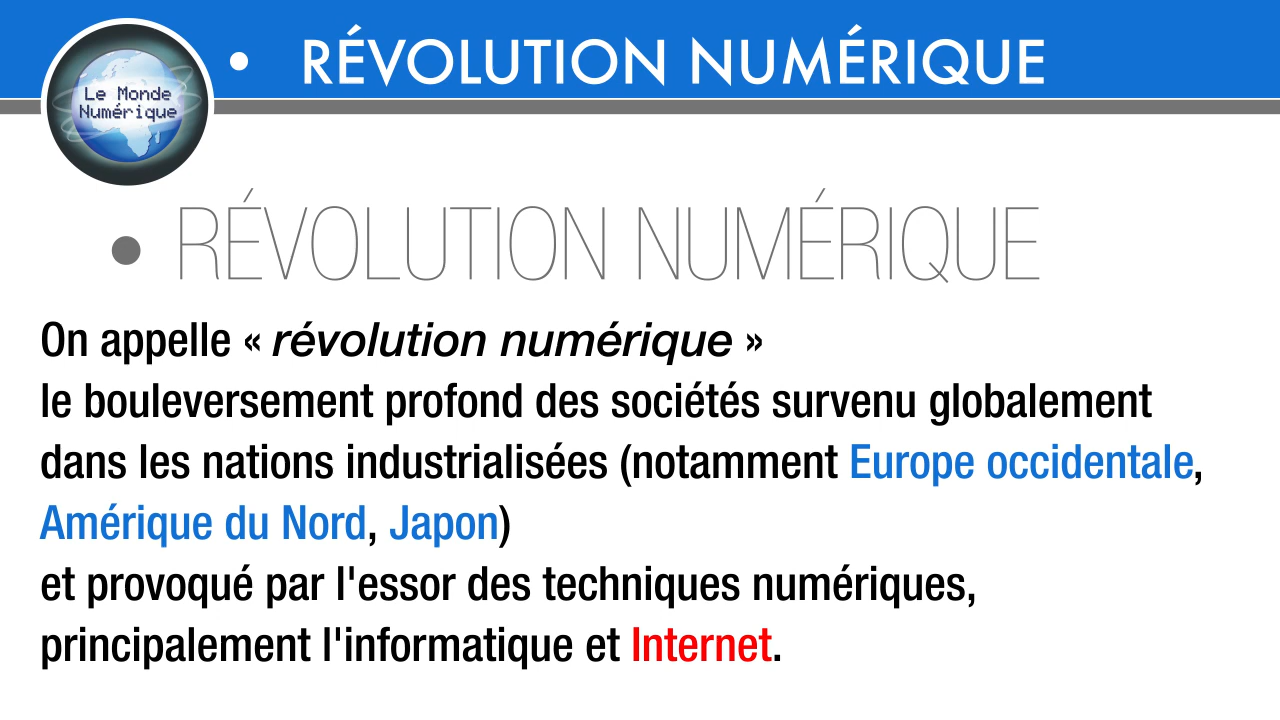 • RÉVOLUTION NUMÉRIQUE
Le Monde
Numérique
• RÉVOLUTION NUMÉRIQUE
On appelle « révolution numérique »
le bouleversement profond des sociétés survenu globalement
dans les nations industrialisées (notamment Europe occidentale,
Amérique du Nord, Japon)
et provoqué par l'essor des techniques numériques,
principalement l'informatique et Internet.